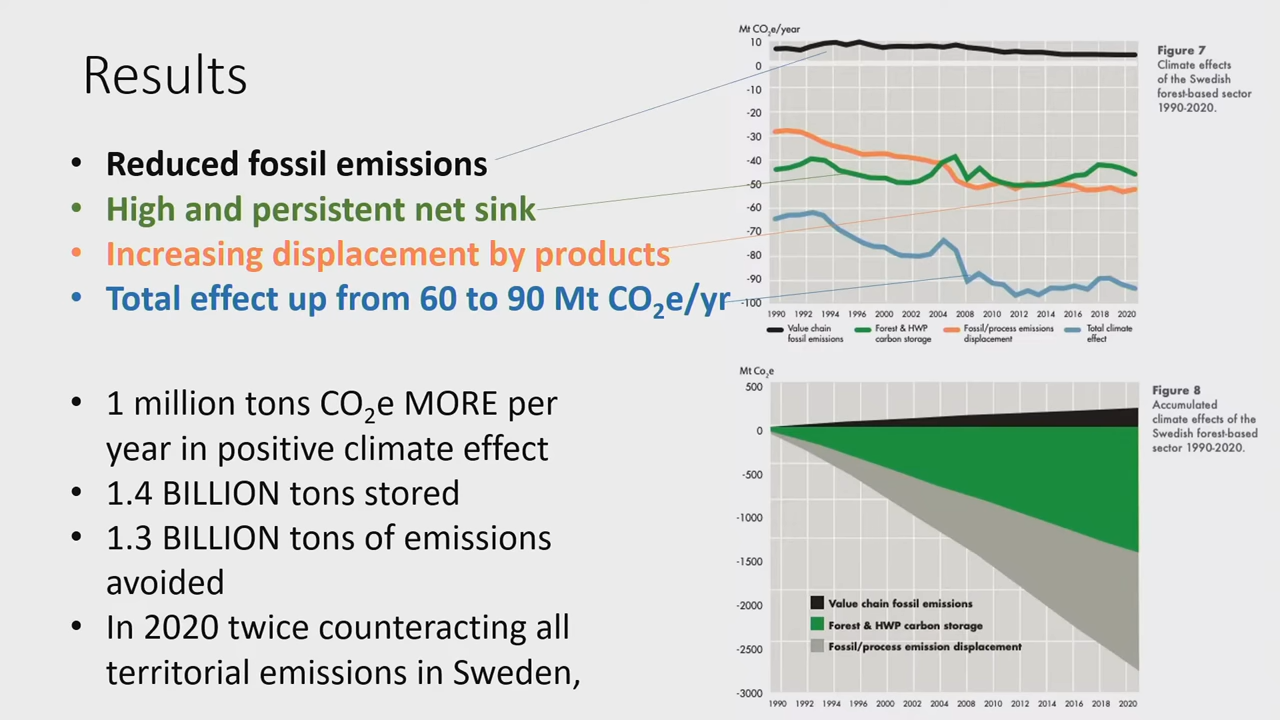 Results
• Reduced fossil emissions
• High and persistent net sink
• Increasing displacement by products
• Total effect up from 60 to 90 Mt CO₂e/yr
• 1 million tons CO₂e MORE per
year in positive climate effect
• 1.4 BILLION tons stored
• 1.3 BILLION tons of emissions
avoided
• In 2020 twice counteracting all
territorial emissions in Sweden,
Mt CO₂e/year
10
0
-10
-20
-30
-40
-50
-60
-70
-80
-90
-100
1990 1992 1994 1996 1998 2000 2002 2004 2006 2008 2010 2012 2014 2016 2018 2020
Value chain
fossil emissions
Forest & HWP
carbon storage
Fossil/process emissions
displacement
Total climate
effect
Figure 7
Climate effects
of the Swedish
forest-based sector
1990-2020.
Mt Co₂e
500
0
-500
-1000
-1500
-2000
-2500
-3000
Value chain fossil emissions
Forest & HWP carbon storage
Fossil/process emission displacement
1990 1992 1994 1996 1998 2000 2002 2004 2006 2008 2010 2012 2014 2016 2018 2020
Figure 8
Accumulated
climate effects of the
Swedish forest-based
sector 1990-2020.